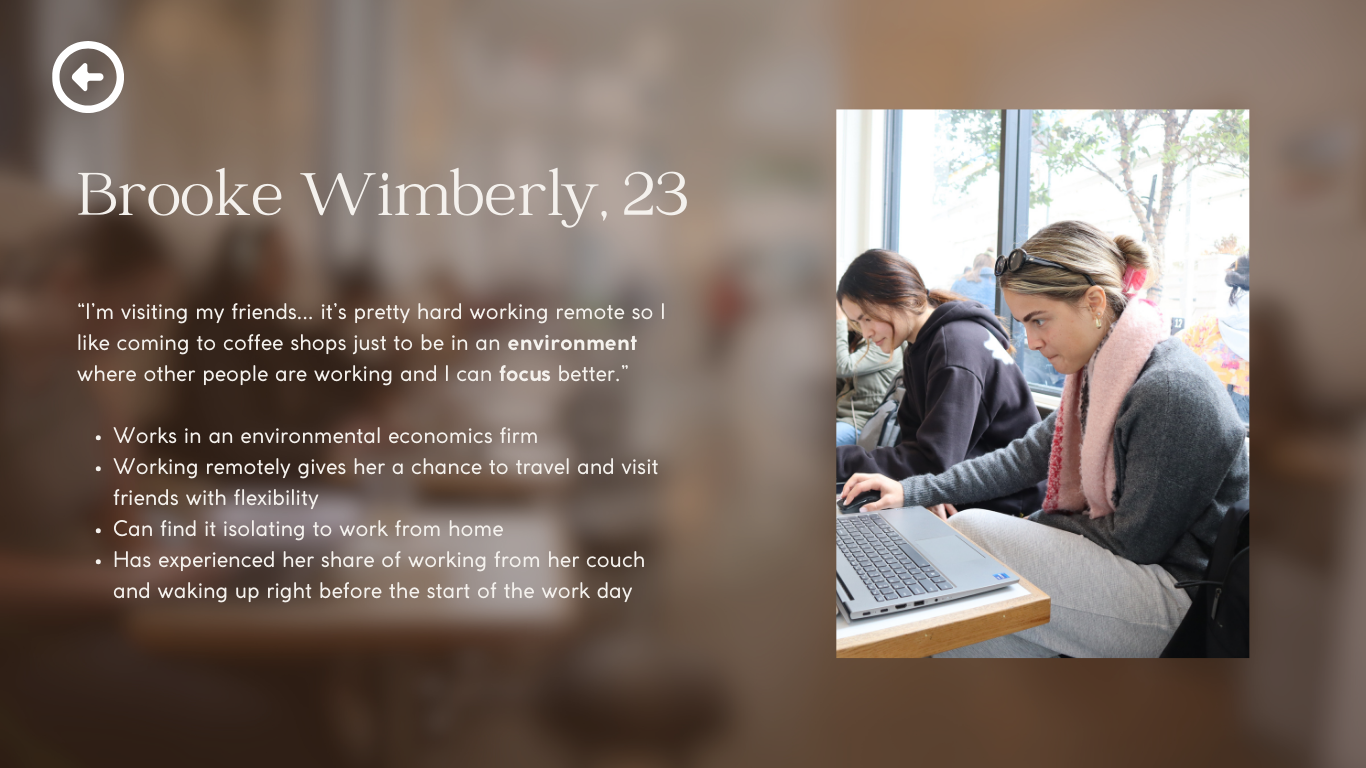 Brooke Wimberly, 23
“I’m visiting my friends... it’s pretty hard working remote so I
like coming to coffee shops just to be in an environment
where other people are working and I can focus better.”
• Works in an environmental economics firm
• Working remotely gives her a chance to travel and visit
friends with flexibility
• Can find it isolating to work from home
• Has experienced her share of working from her couch
and waking up right before the start of the work day